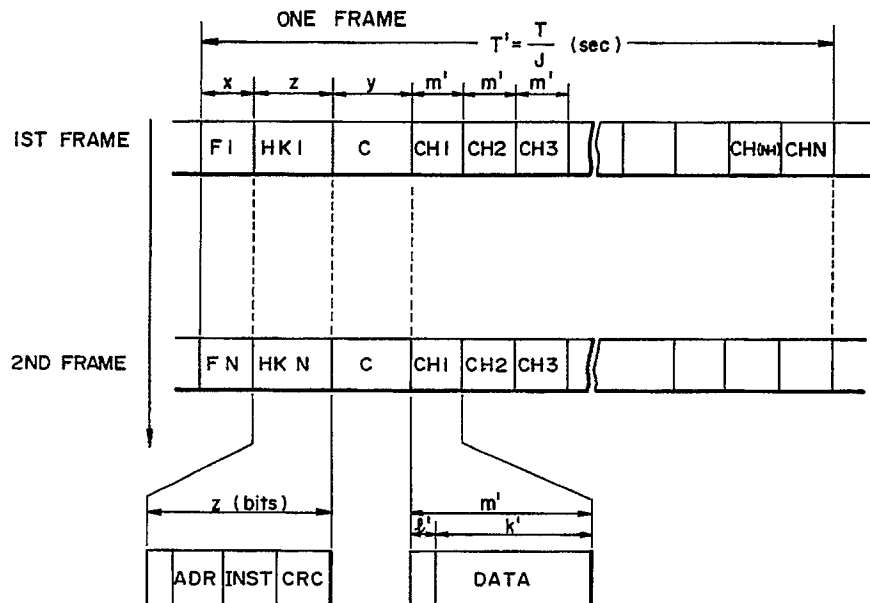 ONE FRAME
T' = T/J (sec)
x z y m' m' m'
1ST FRAME F1 HK1 C CH1 CH2 CH3 CH(N-1) CHN
2ND FRAME FN HK N C CH1 CH2 CH3
z (bits) m'
ℓ' k'
ADR INST CRC DATA